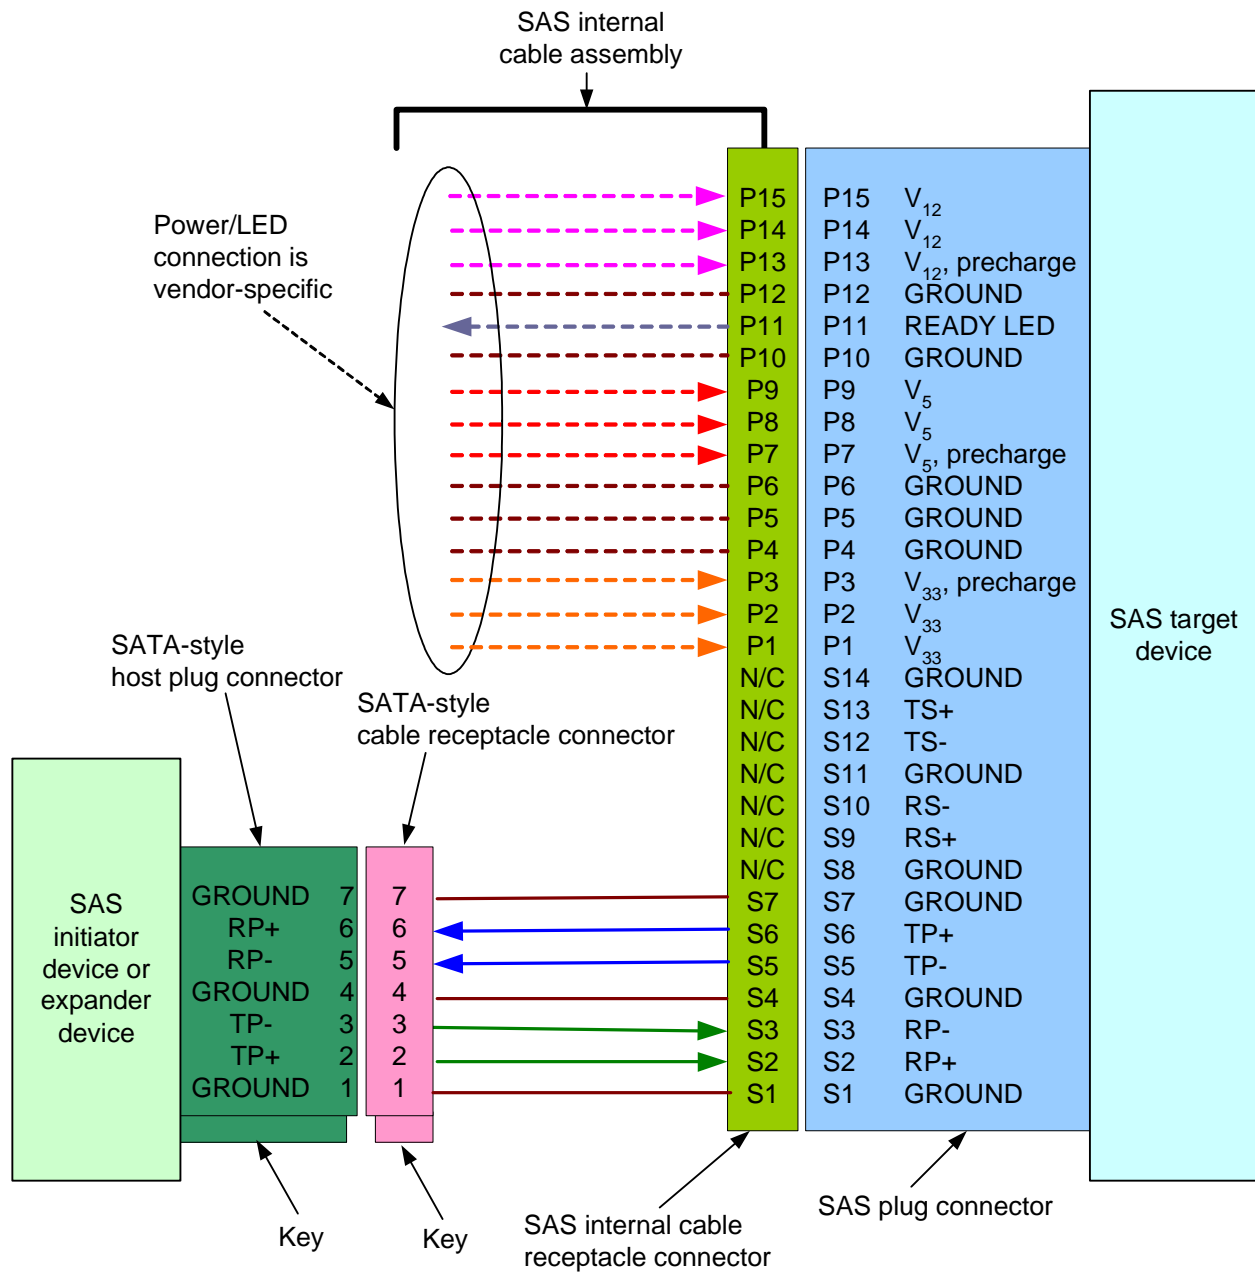 SAS internal
cable assembly
Power/LED
connection is
vendor-specific
P15 P15 V12
P14 P14 V12
P13 P13 V12, precharge
P12 P12 GROUND
P11 P11 READY LED
P10 P10 GROUND
P9 P9 V5
P8 P8 V5
P7 P7 V5, precharge
P6 P6 GROUND
P5 P5 GROUND
P4 P4 GROUND
P3 P3 V33, precharge
P2 P2 V33
P1 P1 V33
N/C S14 GROUND
N/C S13 TS+
N/C S12 TS-
N/C S11 GROUND
N/C S10 RS-
N/C S9 RS+
N/C S8 GROUND
SAS target
device
SATA-style
host plug connector
SATA-style
cable receptacle connector
SAS
initiator
device or
expander
device
GROUND 7 7 S7 S7 GROUND
RP+ 6 6 S6 S6 TP+
RP- 5 5 S5 S5 TP-
GROUND 4 4 S4 S4 GROUND
TP- 3 3 S3 S3 RP-
TP+ 2 2 S2 S2 RP+
GROUND 1 1 S1 S1 GROUND
Key
Key
SAS internal cable
receptacle connector
SAS plug connector